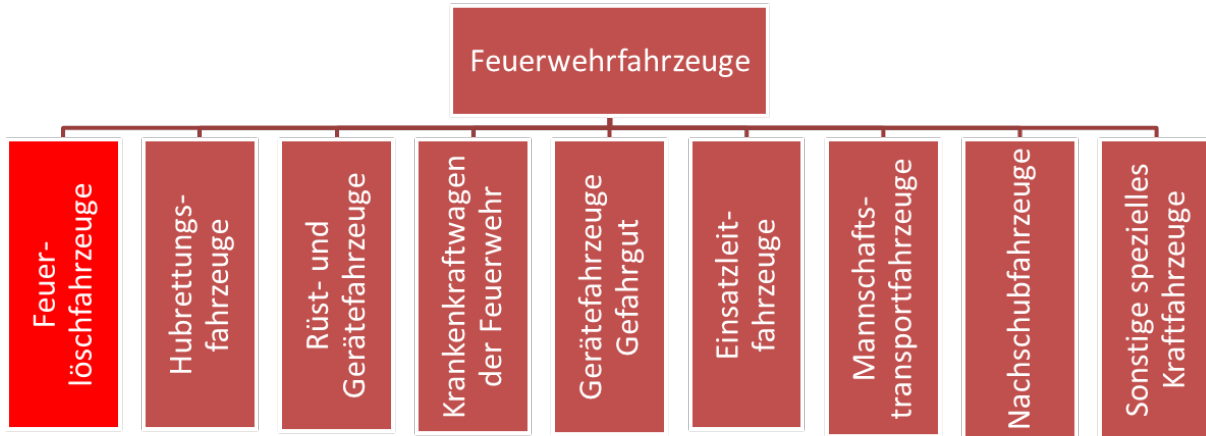 Feuerwehrfahrzeuge
Feuer-
löschfahrzeuge
Hubrettungs-
fahrzeuge
Rüst- und
Gerätefahrzeuge
Krankenkraftwagen
der Feuerwehr
Gerätefahrzeuge
Gefahrgut
Einsatzleit-
fahrzeuge
Mannschafts-
transportfahrzeuge
Nachschubfahrzeuge
Sonstige spezielles
Kraftfahrzeuge